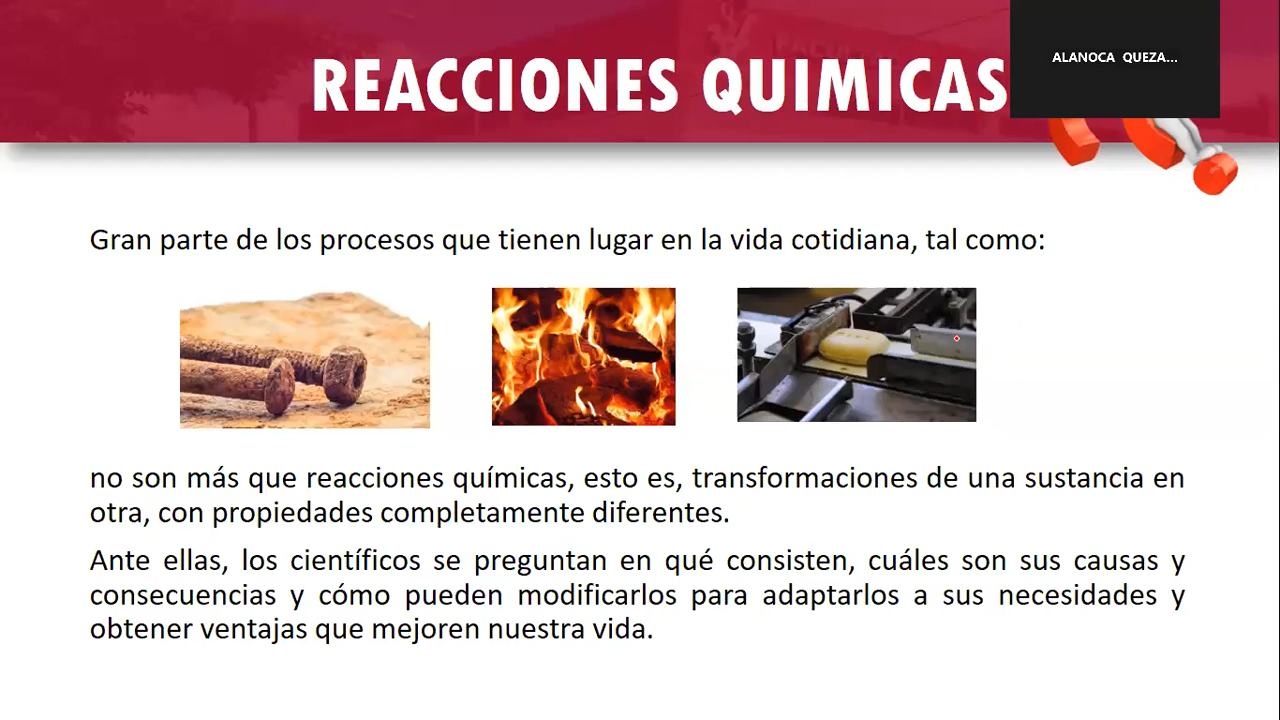 REACCIONES QUIMICAS
ALANOCA QUEZA...
Gran parte de los procesos que tienen lugar en la vida cotidiana, tal como:
no son más que reacciones químicas, esto es, transformaciones de una sustancia en
otra, con propiedades completamente diferentes.
Ante ellas, los científicos se preguntan en qué consisten, cuáles son sus causas y
consecuencias y cómo pueden modificarlos para adaptarlos a sus necesidades y
obtener ventajas que mejoren nuestra vida.